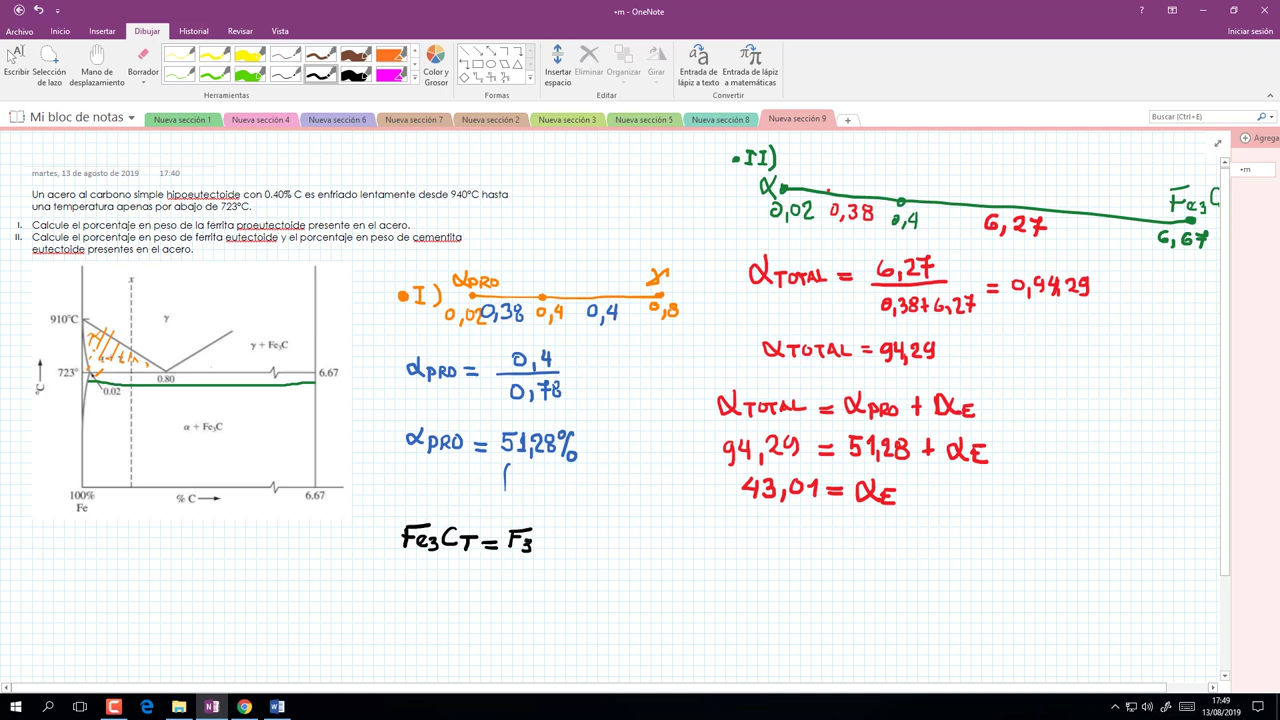 •m - OneNote
Iniciar sesión
Archivo Inicio Insertar Dibujar Historial Revisar Vista
Escribir
Selección de lazo
Mano de desplazamiento
Borrador
Color y Grosor
Insertar espacio
Eliminar
Organizar
Girar
Entrada de lápiz a texto
Entrada de lápiz a matemáticas
Herramientas
Formas
Editar
Convertir
Mi bloc de notas
Nueva sección 1
Nueva sección 4
Nueva sección 6
Nueva sección 7
Nueva sección 2
Nueva sección 3
Nueva sección 5
Nueva sección 8
Nueva sección 9
Buscar (Ctrl+E)
Agrega
•m
martes, 13 de agosto de 2019 17:40
Un acero al carbono simple hipoeutectoide con 0.40% C es enfriado lentamente desde 940°C hasta
una temperatura apenas por abajo de 723°C.
I. Calcule el porcentaje en peso de la ferrita proeutectoide presente en el acero.
II. Calcule el porcentaje en peso de ferrita eutectoide y el porcentaje en peso de cementita
eutectoide presentes en el acero.
910°C
γ
γ + Fe3C
723°
0.80
6.67
0.02
°C
α + Fe3C
100%
Fe
% C
6.67
•I)
αPRO
γ
0,02 0,38 0,4 0,4 0,8
αPRO = 0,4 / 0,78
αPRO = 51,28%
Fe3CT = F3
•II)
α
Fe3C
0,02 0,38 0,4 6,27 6,67
αTOTAL = 6,27 / 0,38+6,27 = 0,9429
αTOTAL = 94,29
αTOTAL = αPRO + αE
94,29 = 51,28 + αE
43,01 = αE
17:49
13/08/2019